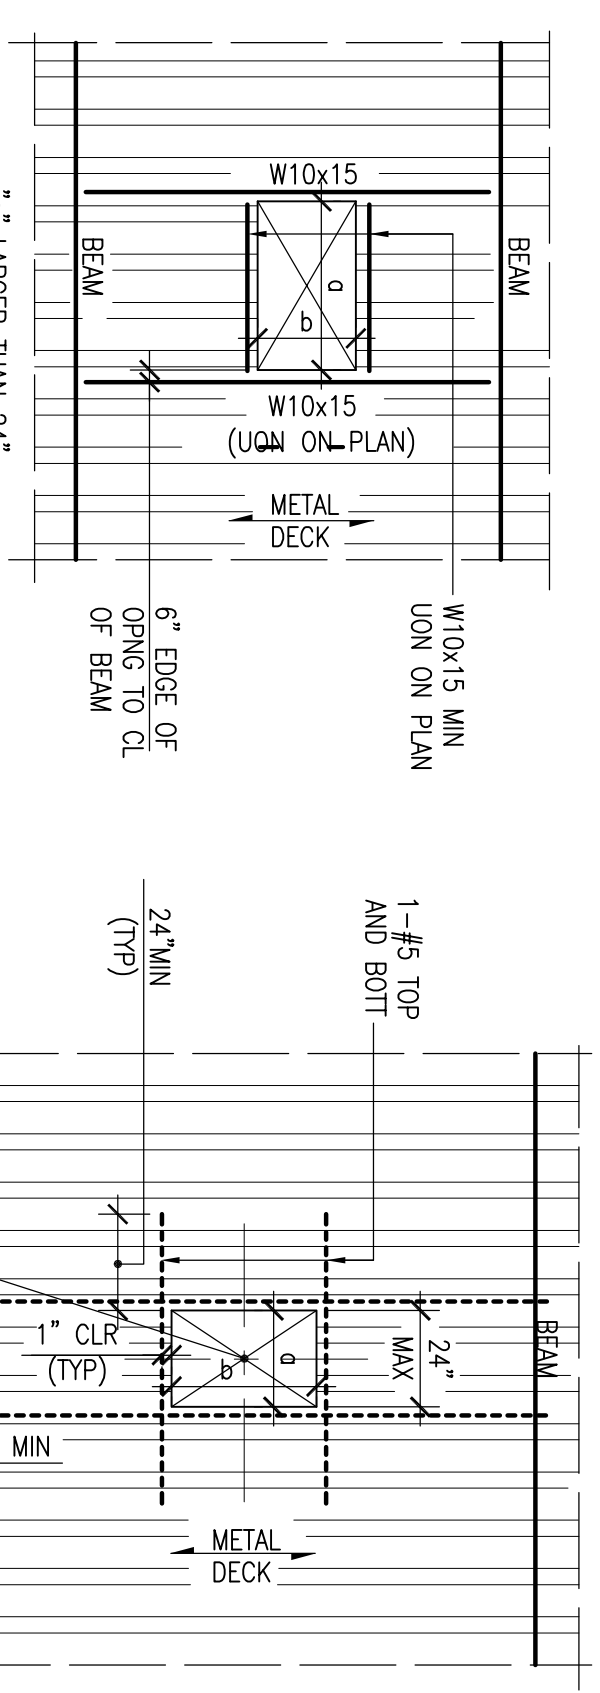 W10x15
BEAM
BEAM
a
b
W10x15
(UON ON PLAN)
METAL
DECK
W10x15 MIN
UON ON PLAN
6" EDGE OF
OPNG TO CL
OF BEAM
1-#5 TOP
AND BOTT
24"MIN
(TYP)
BEAM
24"
MAX
1" CLR
(TYP)
a
b
MIN
METAL
DECK